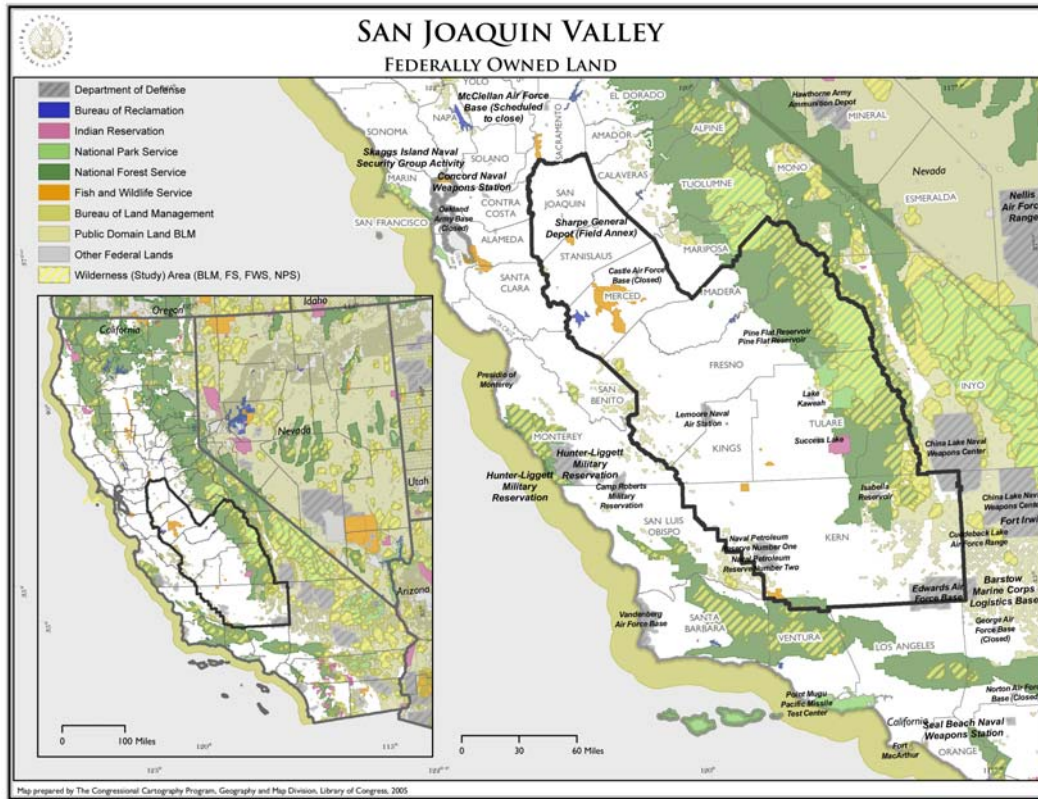 SAN JOAQUIN VALLEY
FEDERALLY OWNED LAND
Department of Defense
Bureau of Reclamation
Indian Reservation
National Park Service
National Forest Service
Fish and Wildlife Service
Bureau of Land Management
Public Domain Land BLM
Other Federal Lands
Wilderness (Study) Area (BLM, FS, FWS, NPS)
YOLO
McClellan Air Force
Base (Scheduled
to close)
EL DORADO
Hawthorne Army
Ammunition Depot
MINERAL
NAPA
SONOMA
SACRAMENTO
AMADOR
ALPINE
Skaggs Island Naval
Security Group Activity
SOLANO
CALAVERAS
MONO
Nevada
MARIN
Concord Naval
Weapons Station
TUOLUMNE
ESMERALDA
Nellis
Air Force
Range
CONTRA
COSTA
SAN
JOAQUIN
Oakland
Army Base
(Closed)
SAN FRANCISCO
Sharpe General
Depot (Field Annex)
ALAMEDA
STANISLAUS
MARIPOSA
SANTA
CLARA
Castle Air Force
Base (Closed)
MERCED
MADERA
SANTA CRUZ
Pine Flat Reservoir
Pine Flat Reservoir
FRESNO
INYO
Presidio of
Monterey
SAN
BENITO
Lake
Kaweah
Lemoore Naval
Air Station
TULARE
MONTEREY
KINGS
Success Lake
China Lake Naval
Weapons Center
Hunter-Liggett
Military
Reservation
Hunter-Liggett
Military
Reservation
Camp Roberts
Military
Reservation
Isabella
Reservoir
China Lake Naval
Weapons Center
Fort Irwin
SAN LUIS
OBISPO
KERN
Cuddeback Lake
Air Force Range
Naval Petroleum
Reserve Number One
Naval Petroleum
Reserve Number Two
Edwards Air
Force Base
Barstow
Marine Corps
Logistics Base
Vandenberg
Air Force Base
SANTA
BARBARA
VENTURA
LOS ANGELES
George Air
Force Base
(Closed)
Point Mugu
Pacific Missile
Test Center
Norton Air Force
Base (Closed)
California
Seal Beach Naval
Weapons Station
Fort
MacArthur
ORANGE
0 30 60 Miles
Oregon
Idaho
California
Nevada
Utah
Arizona
0 100 Miles
120°
115°
125°
Map prepared by The Congressional Cartography Program, Geography and Map Division, Library of Congress, 2005